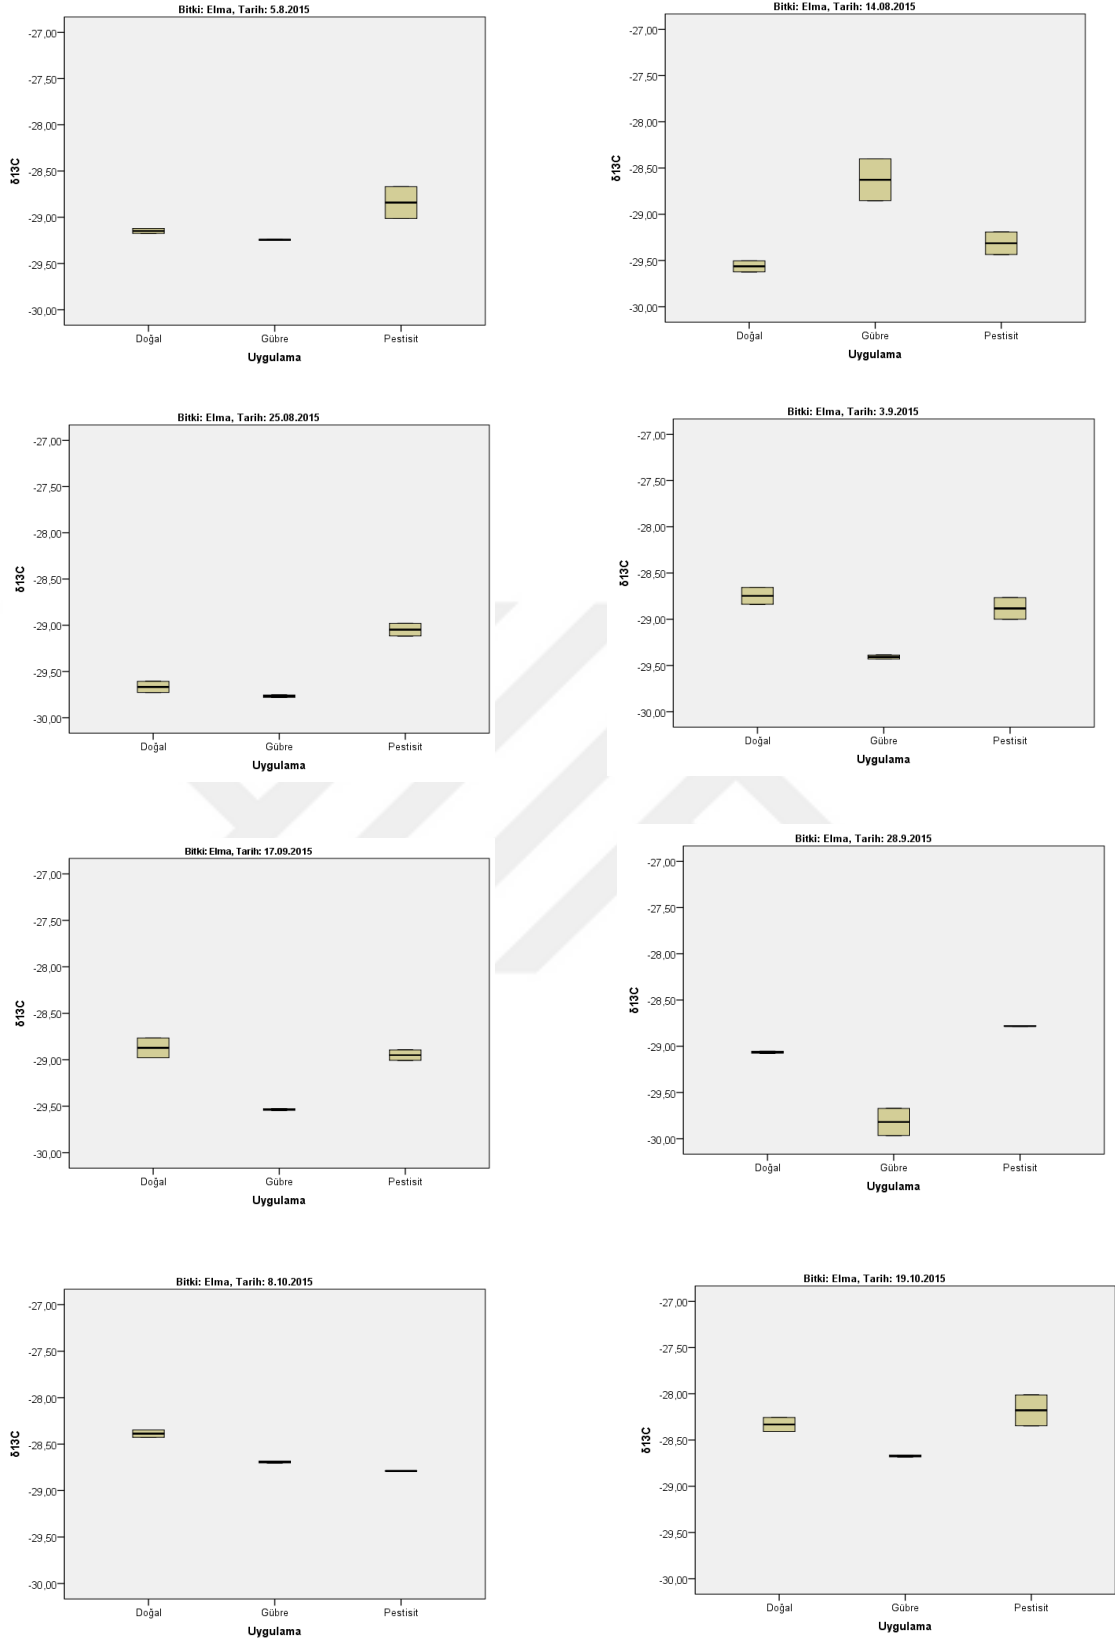 Bitki: Elma, Tarih: 5.8.2015
-27,00
-27,50
-28,00
-28,50
-29,00
-29,50
-30,00
δ13C
Doğal Gübre Pestisit
Uygulama
Bitki: Elma, Tarih: 14.08.2015
-27,00
-27,50
-28,00
-28,50
-29,00
-29,50
-30,00
δ13C
Doğal Gübre Pestisit
Uygulama
Bitki: Elma, Tarih: 25.08.2015
-27,00
-27,50
-28,00
-28,50
-29,00
-29,50
-30,00
δ13C
Doğal Gübre Pestisit
Uygulama
Bitki: Elma, Tarih: 3.9.2015
-27,00
-27,50
-28,00
-28,50
-29,00
-29,50
-30,00
δ13C
Doğal Gübre Pestisit
Uygulama
Bitki: Elma, Tarih: 17.09.2015
-27,00
-27,50
-28,00
-28,50
-29,00
-29,50
-30,00
δ13C
Doğal Gübre Pestisit
Uygulama
Bitki: Elma, Tarih: 28.9.2015
-27,00
-27,50
-28,00
-28,50
-29,00
-29,50
-30,00
δ13C
Doğal Gübre Pestisit
Uygulama
Bitki: Elma, Tarih: 8.10.2015
-27,00
-27,50
-28,00
-28,50
-29,00
-29,50
-30,00
δ13C
Doğal Gübre Pestisit
Uygulama
Bitki: Elma, Tarih: 19.10.2015
-27,00
-27,50
-28,00
-28,50
-29,00
-29,50
-30,00
δ13C
Doğal Gübre Pestisit
Uygulama